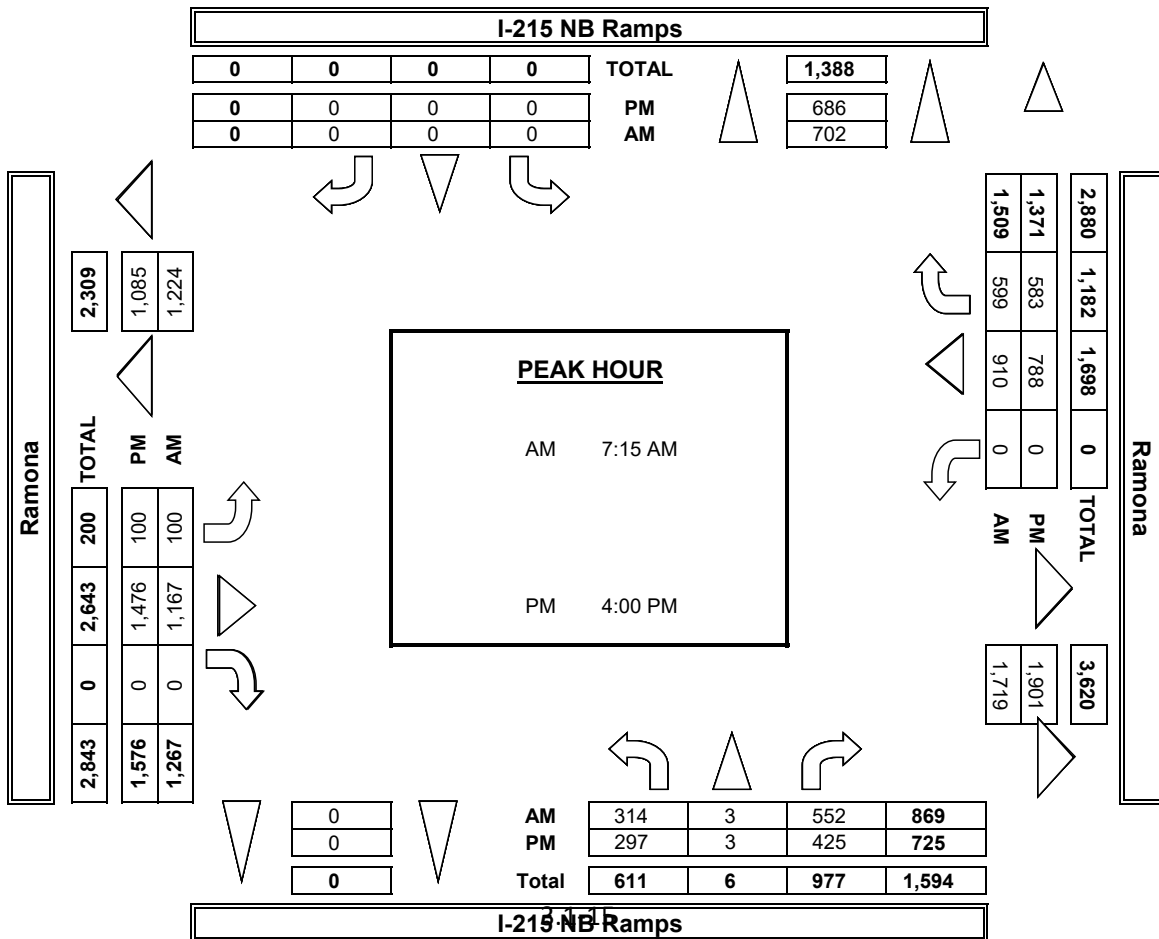 I-215 NB Ramps
0 0 0 0 TOTAL 1,388
0 0 0 0 PM 686
0 0 0 0 AM 702
Ramona
2,309
1,085
1,224
TOTAL
PM
AM
200 2,643 0 2,843
100 1,476 0 1,576
100 1,167 0 1,267
PEAK HOUR
AM 7:15 AM
PM 4:00 PM
2,880 1,182 1,698 0 TOTAL
1,371 583 788 0 PM
1,509 599 910 0 AM
3,620
1,901
1,719
Ramona
0 AM 314 3 552 869
0 PM 297 3 425 725
0 Total 611 6 977 1,594
I-215 NB Ramps
3.1-15